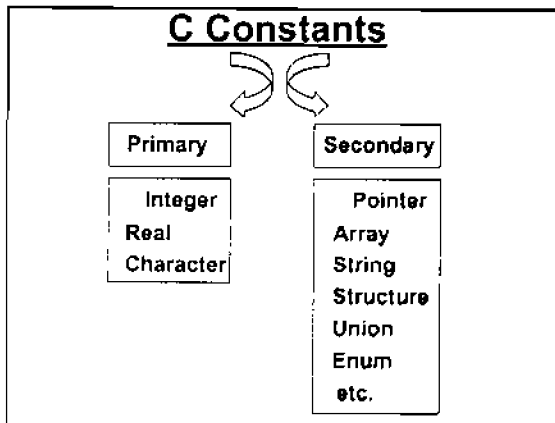 C Constants
Primary
Secondary
Integer
Real
Character
Pointer
Array
String
Structure
Union
Enum
etc.